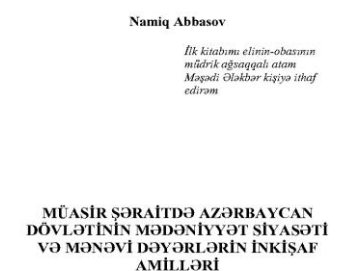 Namiq Abbasov
İlk kitabımı elinin-obasının
müdrik ağsaqqalı atam
Məşədi Ələkbər kişiyə ithaf
edirəm
MÜASİR ŞƏRAİTDƏ AZƏRBAYCAN
DÖVLƏTİNİN MƏDƏNİYYƏT SİYASƏTİ
VƏ MƏNƏVİ DƏYƏRLƏRİN İNKİŞAF
AMİLLƏRİ